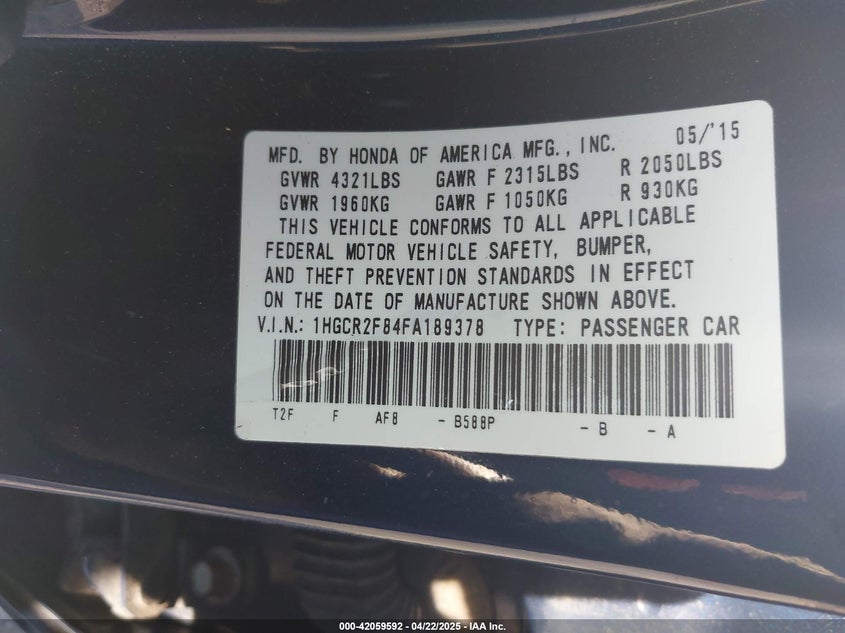 MFD. BY HONDA OF AMERICA MFG., INC. 05/'15
GVWR 4321LBS GAWR F 2315LBS R 2050LBS
GVWR 1960KG GAWR F 1050KG R 930KG
THIS VEHICLE CONFORMS TO ALL APPLICABLE
FEDERAL MOTOR VEHICLE SAFETY, BUMPER,
AND THEFT PREVENTION STANDARDS IN EFFECT
ON THE DATE OF MANUFACTURE SHOWN ABOVE.
V.I.N.: 1HGCR2F84FA189378 TYPE: PASSENGER CAR
T2F F AF8 - B588P - B - A
000-42059592 - 04/22/2025 - IAA Inc.